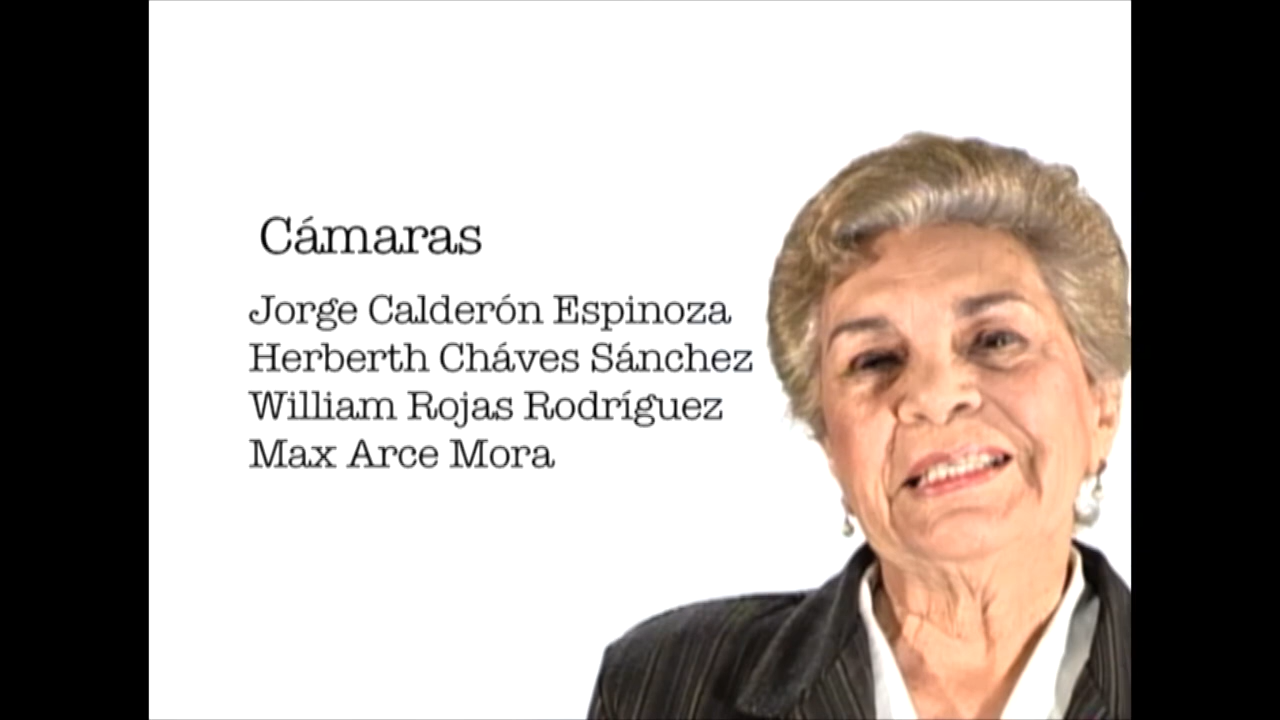 Cámaras
Jorge Calderón Espinoza
Herberth Cháves Sánchez
William Rojas Rodríguez
Max Arce Mora